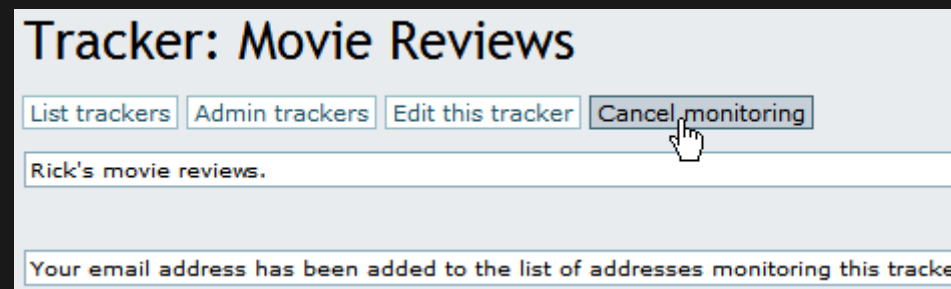 Tracker: Movie Reviews
List trackers Admin trackers Edit this tracker Cancel monitoring
Rick's movie reviews.
Your email address has been added to the list of addresses monitoring this